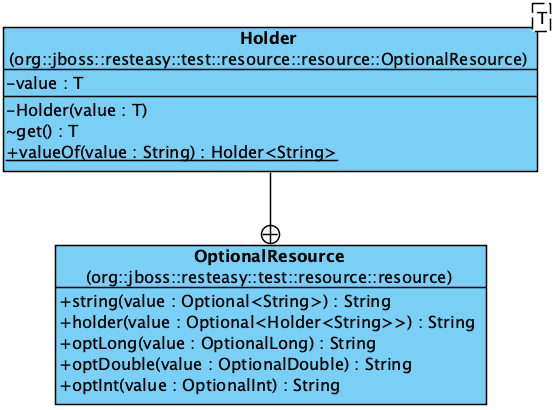 T
Holder
(org::jboss::resteasy::test::resource::resource::OptionalResource)
-value : T
-Holder(value : T)
~get() : T
+valueOf(value : String) : Holder<String>
OptionalResource
(org::jboss::resteasy::test::resource::resource)
+string(value : Optional<String>) : String
+holder(value : Optional<Holder<String>>) : String
+optLong(value : OptionalLong) : String
+optDouble(value : OptionalDouble) : String
+optInt(value : OptionalInt) : String